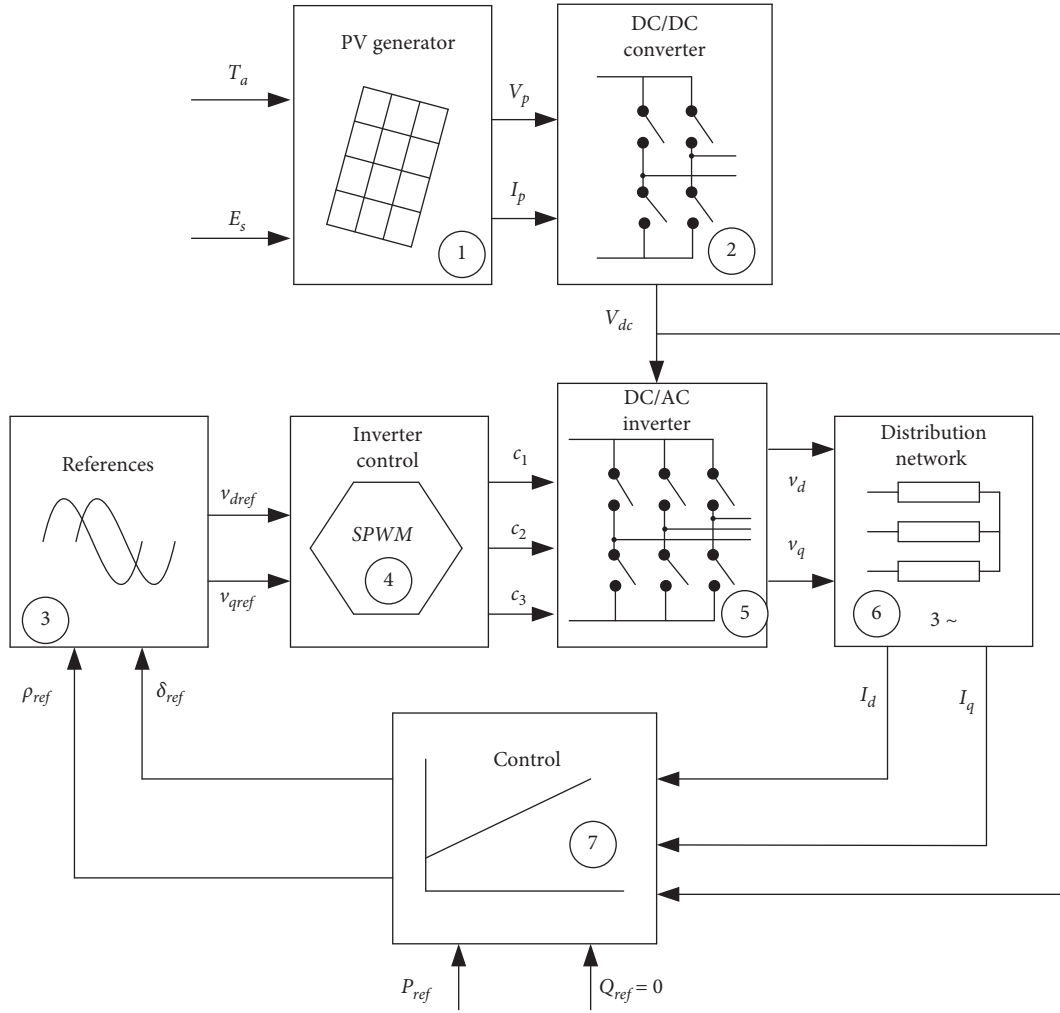 PV generator
DC/DC
converter
T_a
V_p
E_s
I_p
1
2
V_dc
References
Inverter
control
DC/AC
inverter
Distribution
network
v_dref
v_qref
SPWM
c_1
c_2
c_3
v_d
v_q
3
4
5
6
3 ~
ρ_ref
δ_ref
I_d
I_q
Control
7
P_ref
Q_ref = 0